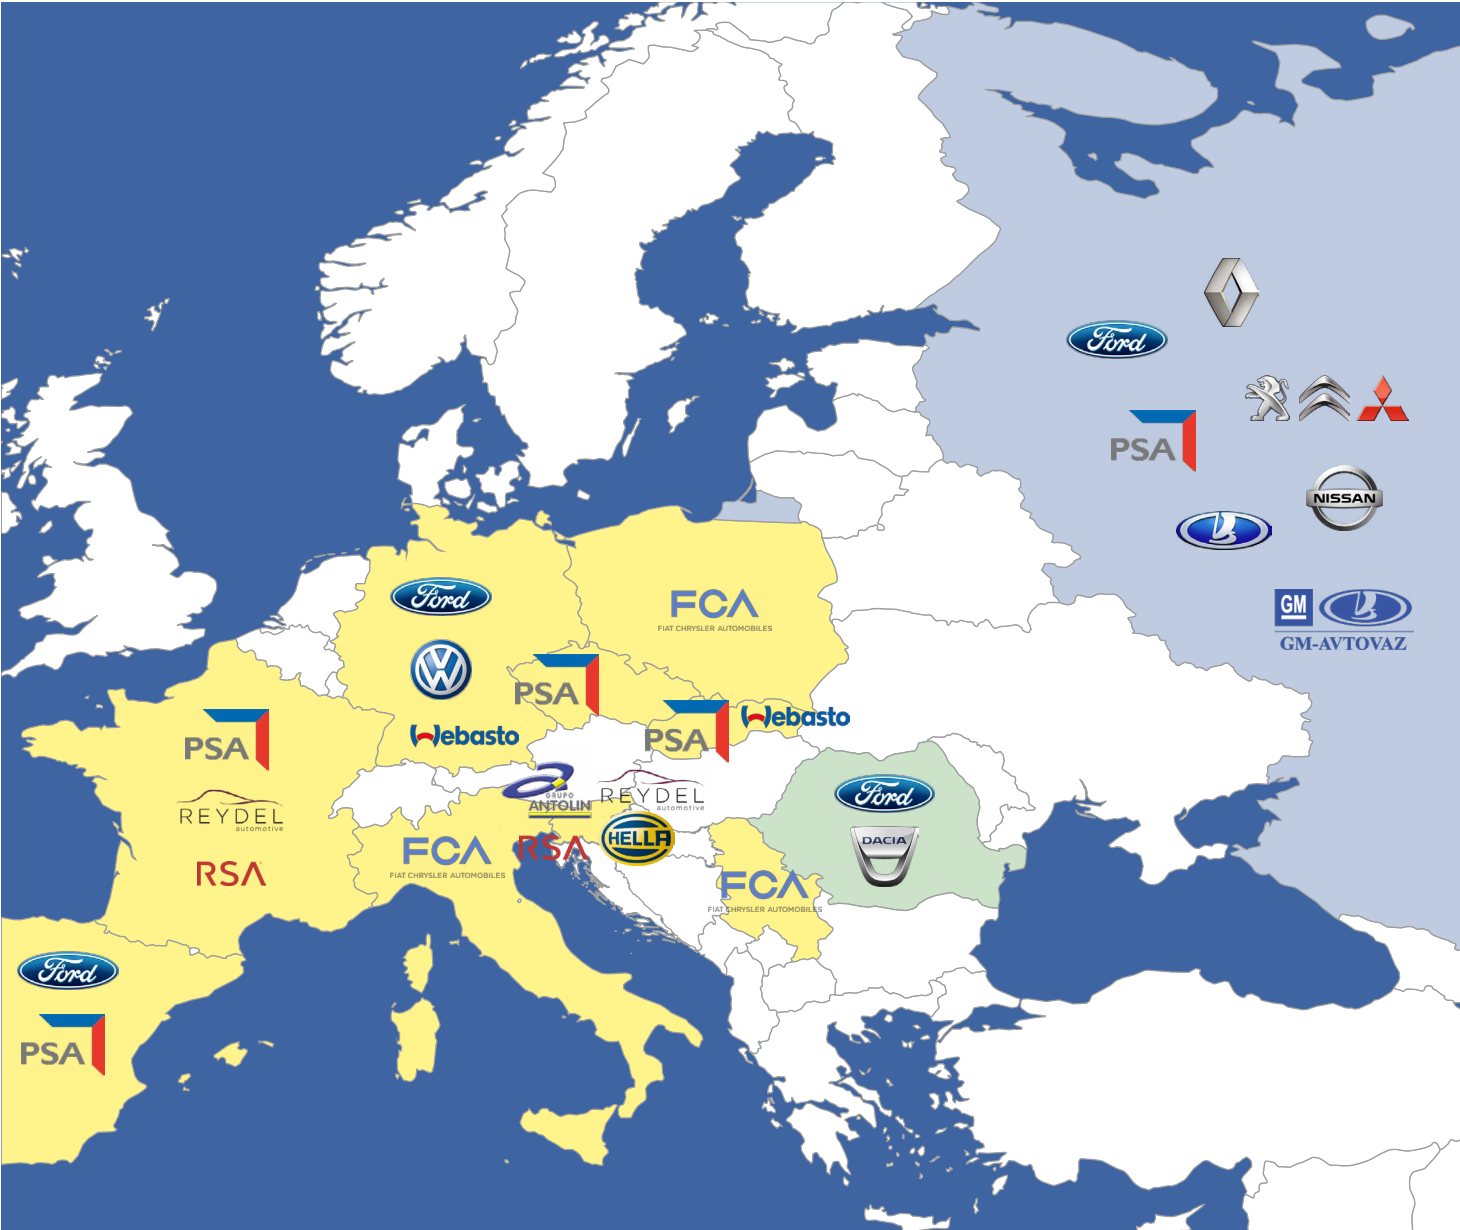 Ford
PSA
NISSAN
GM
GM-AVTOVAZ
Ford
FCA
FIAT CHRYSLER AUTOMOBILES
PSA
PSA
Webasto
Webasto
PSA
REYDEL
automotive
RSA
GRUPO
ANTOLIN
REYDEL
automotive
Ford
DACIA
FCA
FIAT CHRYSLER AUTOMOBILES
RSA
HELLA
FCA
FIAT CHRYSLER AUTOMOBILES
Ford
PSA